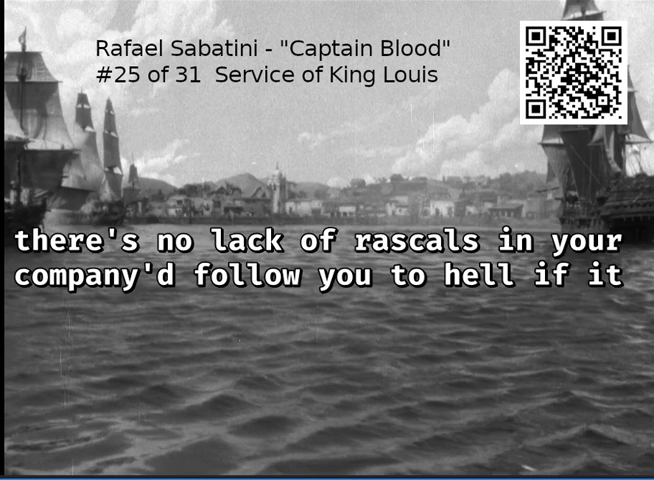 Rafael Sabatini - "Captain Blood"
#25 of 31  Service of King Louis
there's no lack of rascals in your
company'd follow you to hell if it